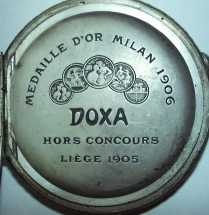 MEDAILLE D'OR MILAN 1906
DOXA
HORS CONCOURS
LIÈGE 1905